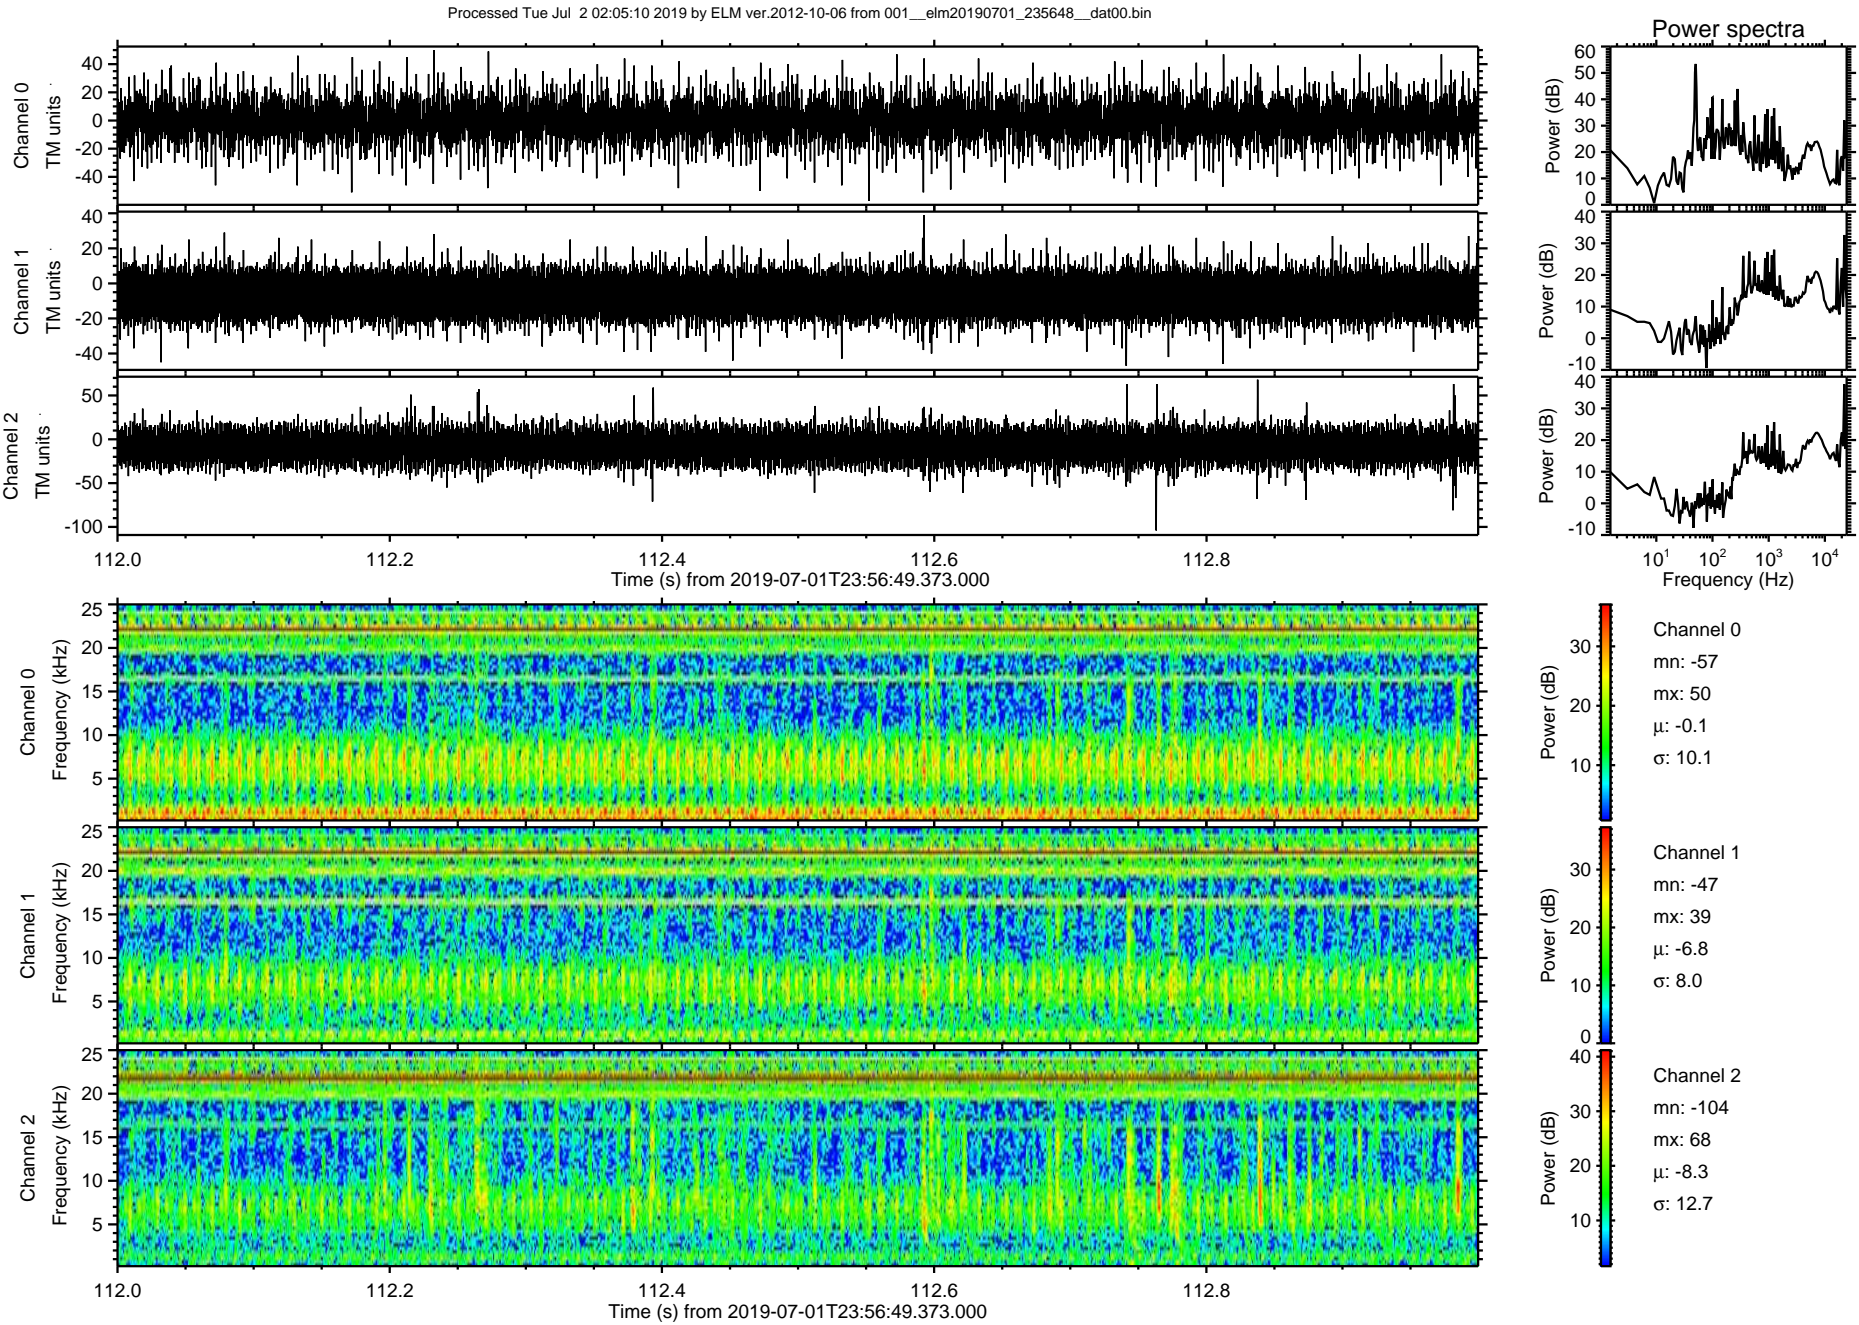 Processed Tue Jul  2 02:05:10 2019 by ELM ver.2012-10-06 from 001__elm20190701_235648__dat00.bin
Power spectra
Channel 0
TM units
40
20
0
-20
-40
Power (dB)
60
50
40
30
20
10
0
Channel 1
TM units
40
20
0
-20
-40
Power (dB)
40
30
20
10
0
-10
Channel 2
TM units
50
0
-50
-100
Power (dB)
40
30
20
10
0
-10
112.0 112.2 112.4 112.6 112.8
Time (s) from 2019-07-01T23:56:49.373.000
10¹ 10² 10³ 10⁴
Frequency (Hz)
Channel 0
Frequency (kHz)
25
20
15
10
5
Power (dB)
30
20
10
Channel 0
mn: -57
mx: 50
μ: -0.1
σ: 10.1
Channel 1
Frequency (kHz)
25
20
15
10
5
Power (dB)
30
20
10
0
Channel 1
mn: -47
mx: 39
μ: -6.8
σ: 8.0
Channel 2
Frequency (kHz)
25
20
15
10
5
Power (dB)
40
30
20
10
Channel 2
mn: -104
mx: 68
μ: -8.3
σ: 12.7
112.0 112.2 112.4 112.6 112.8
Time (s) from 2019-07-01T23:56:49.373.000